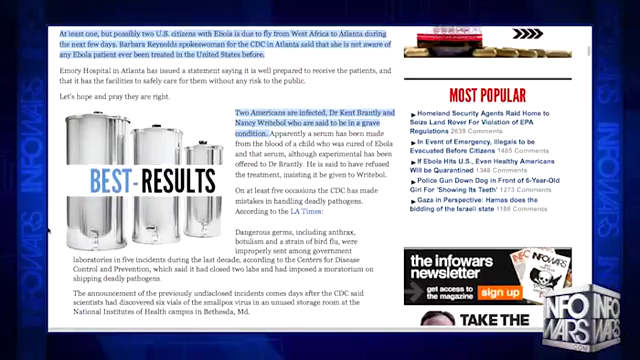 At least one, but possibly two U.S. citizens with Ebola is due to fly from West Africa to Atlanta during
the next few days. Barbara Reynolds spokeswoman for the CDC in Atlanta said that she is not aware of
any Ebola patient ever been treated in the United States before.
Emory Hospital in Atlanta has issued a statement saying it is well prepared to receive the patients, and
that it has the facilities to safely care for them without any risk to the public.
Let's hope and pray they are right.
BEST-RESULTS
Two Americans are infected, Dr Kent Brantly and
Nancy Writebol who are said to be in a grave
condition. Apparently a serum has been made
from the blood of a child who was cured of Ebola
and that serum, although experimental has been
offered to Dr Brantly. He is said to have refused
the treatment, insisting it be given to Writebol.
On at least five occasions the CDC has made
mistakes in handling deadly pathogens.
According to the LA Times:
Dangerous germs, including anthrax,
botulism and a strain of bird flu, were
improperly sent among government
laboratories in five incidents during the last decade, according to the Centers for Disease
Control and Prevention, which said it had closed two labs and had imposed a moratorium on
shipping deadly pathogens.
The announcement of the previously undisclosed incidents comes days after the CDC said
scientists had discovered six vials of the smallpox virus in an unused storage room at the
National Institutes of Health campus in Bethesda, Md.
MOST POPULAR
Homeland Security Agents Raid Home to
Seize Land Rover For Violation of EPA
Regulations 2639 Comments
In Event of Emergency, Illegals to be
Evacuated Before Citizens 1485 Comments
If Ebola Hits U.S., Even Healthy Americans
Will be Quarantined 1348 Comments
Police Gun Down Dog in Front of 6-Year-Old
Girl For 'Showing Its Teeth' 1273 Comments
Gaza in Perspective: Hamas does the
bidding of the Israeli state 1186 Comments
the infowars
newsletter
get access to
the magazine
sign up
INFOWARS
TAKE THE
INFO
WARS
.COM
INFO
WARS
INFO
WARS